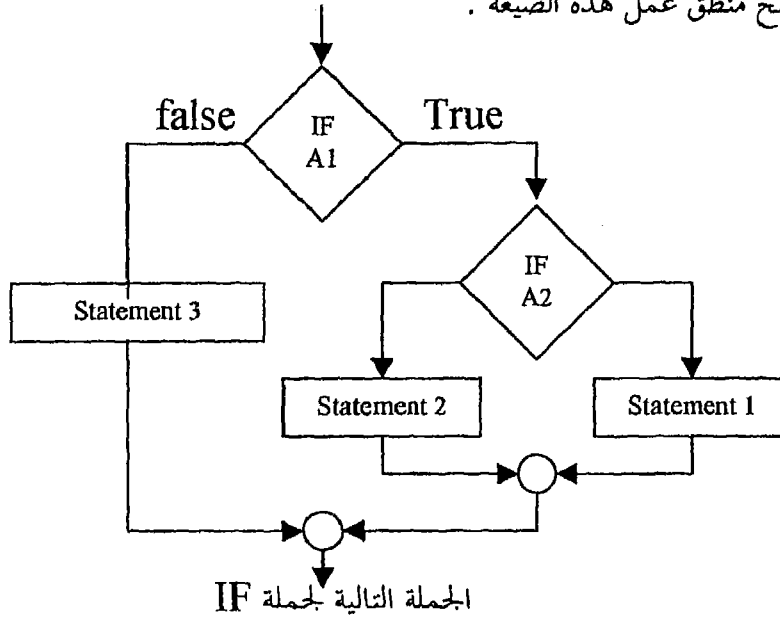 منطق عمل هذه الصيغة .
false
True
IF
A1
IF
A2
Statement 3
Statement 2
Statement 1
الجملة التالية لجملة IF